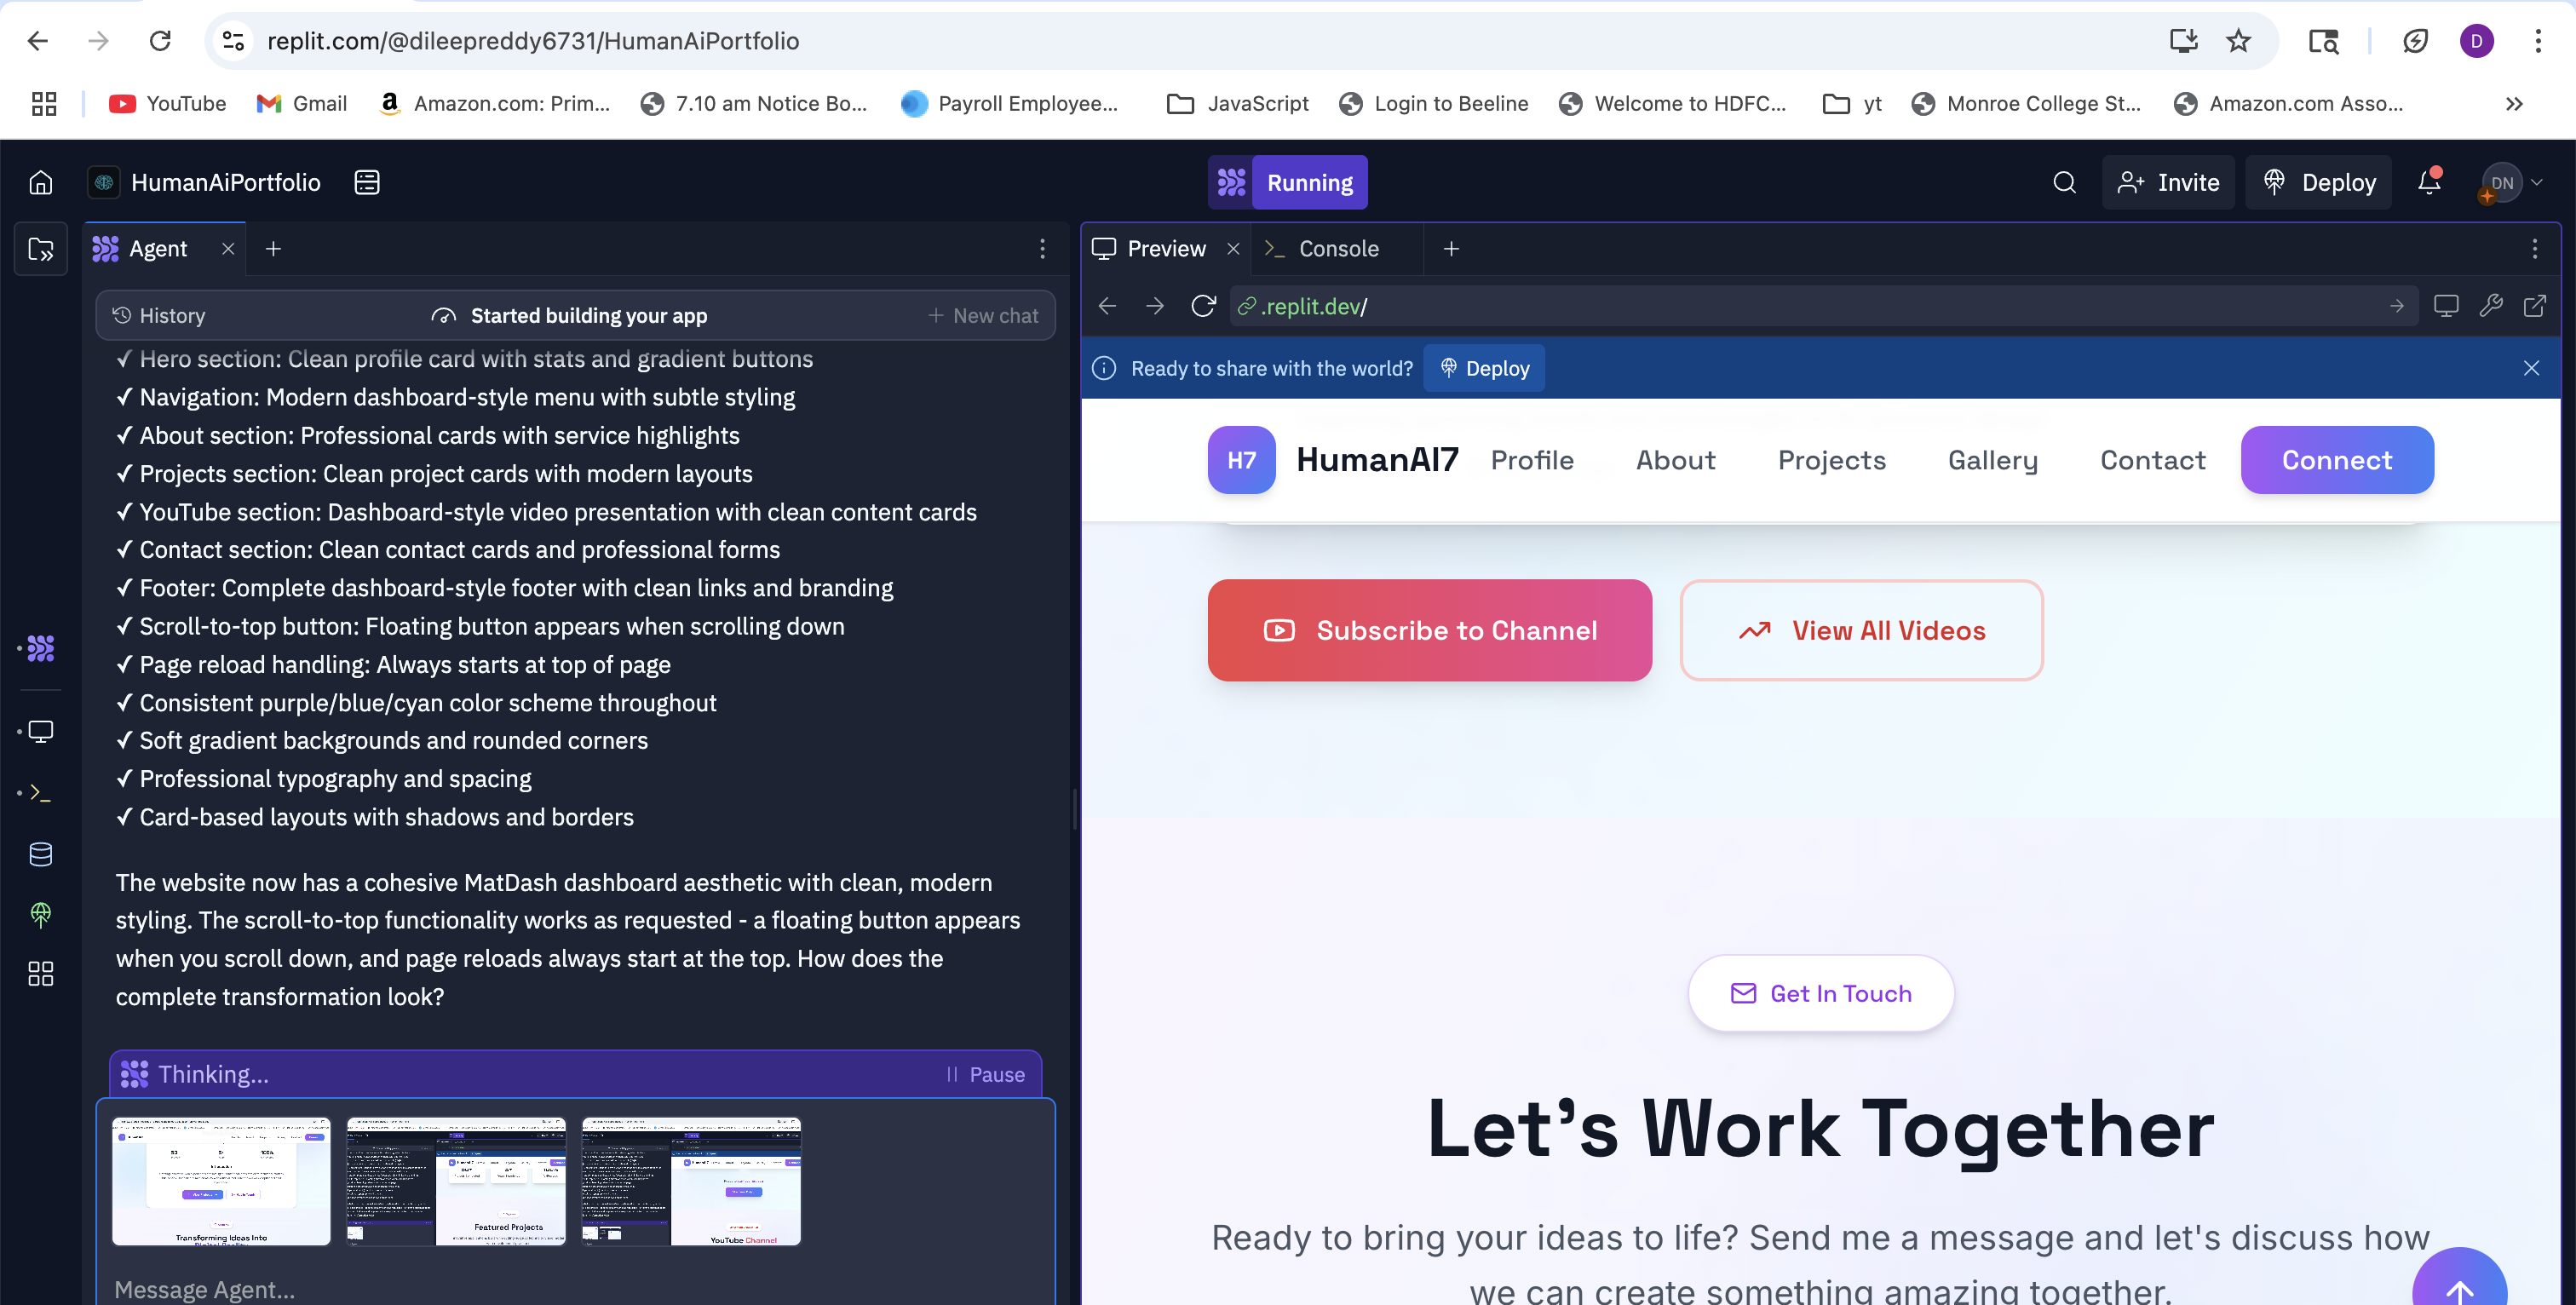 replit.com/@dileepreddy6731/HumanAiPortfolio
D
YouTube
Gmail
Amazon.com: Prim...
7.10 am Notice Bo...
Payroll Employee...
JavaScript
Login to Beeline
Welcome to HDFC...
yt
Monroe College St...
Amazon.com Asso...
HumanAiPortfolio
Running
Invite
Deploy
DN
Agent
History
Started building your app
New chat
✓ Hero section: Clean profile card with stats and gradient buttons
✓ Navigation: Modern dashboard-style menu with subtle styling
✓ About section: Professional cards with service highlights
✓ Projects section: Clean project cards with modern layouts
✓ YouTube section: Dashboard-style video presentation with clean content cards
✓ Contact section: Clean contact cards and professional forms
✓ Footer: Complete dashboard-style footer with clean links and branding
✓ Scroll-to-top button: Floating button appears when scrolling down
✓ Page reload handling: Always starts at top of page
✓ Consistent purple/blue/cyan color scheme throughout
✓ Soft gradient backgrounds and rounded corners
✓ Professional typography and spacing
✓ Card-based layouts with shadows and borders
The website now has a cohesive MatDash dashboard aesthetic with clean, modern
styling. The scroll-to-top functionality works as requested - a floating button appears
when you scroll down, and page reloads always start at the top. How does the
complete transformation look?
Thinking...
Pause
Transforming Ideas Into
Digital Reality
Featured Projects
YouTube Channel
Message Agent...
Preview
Console
.replit.dev/
Ready to share with the world?
Deploy
H7
HumanAI7
Profile
About
Projects
Gallery
Contact
Connect
Subscribe to Channel
View All Videos
Get In Touch
Let's Work Together
Ready to bring your ideas to life? Send me a message and let's discuss how
we can create something amazing together.